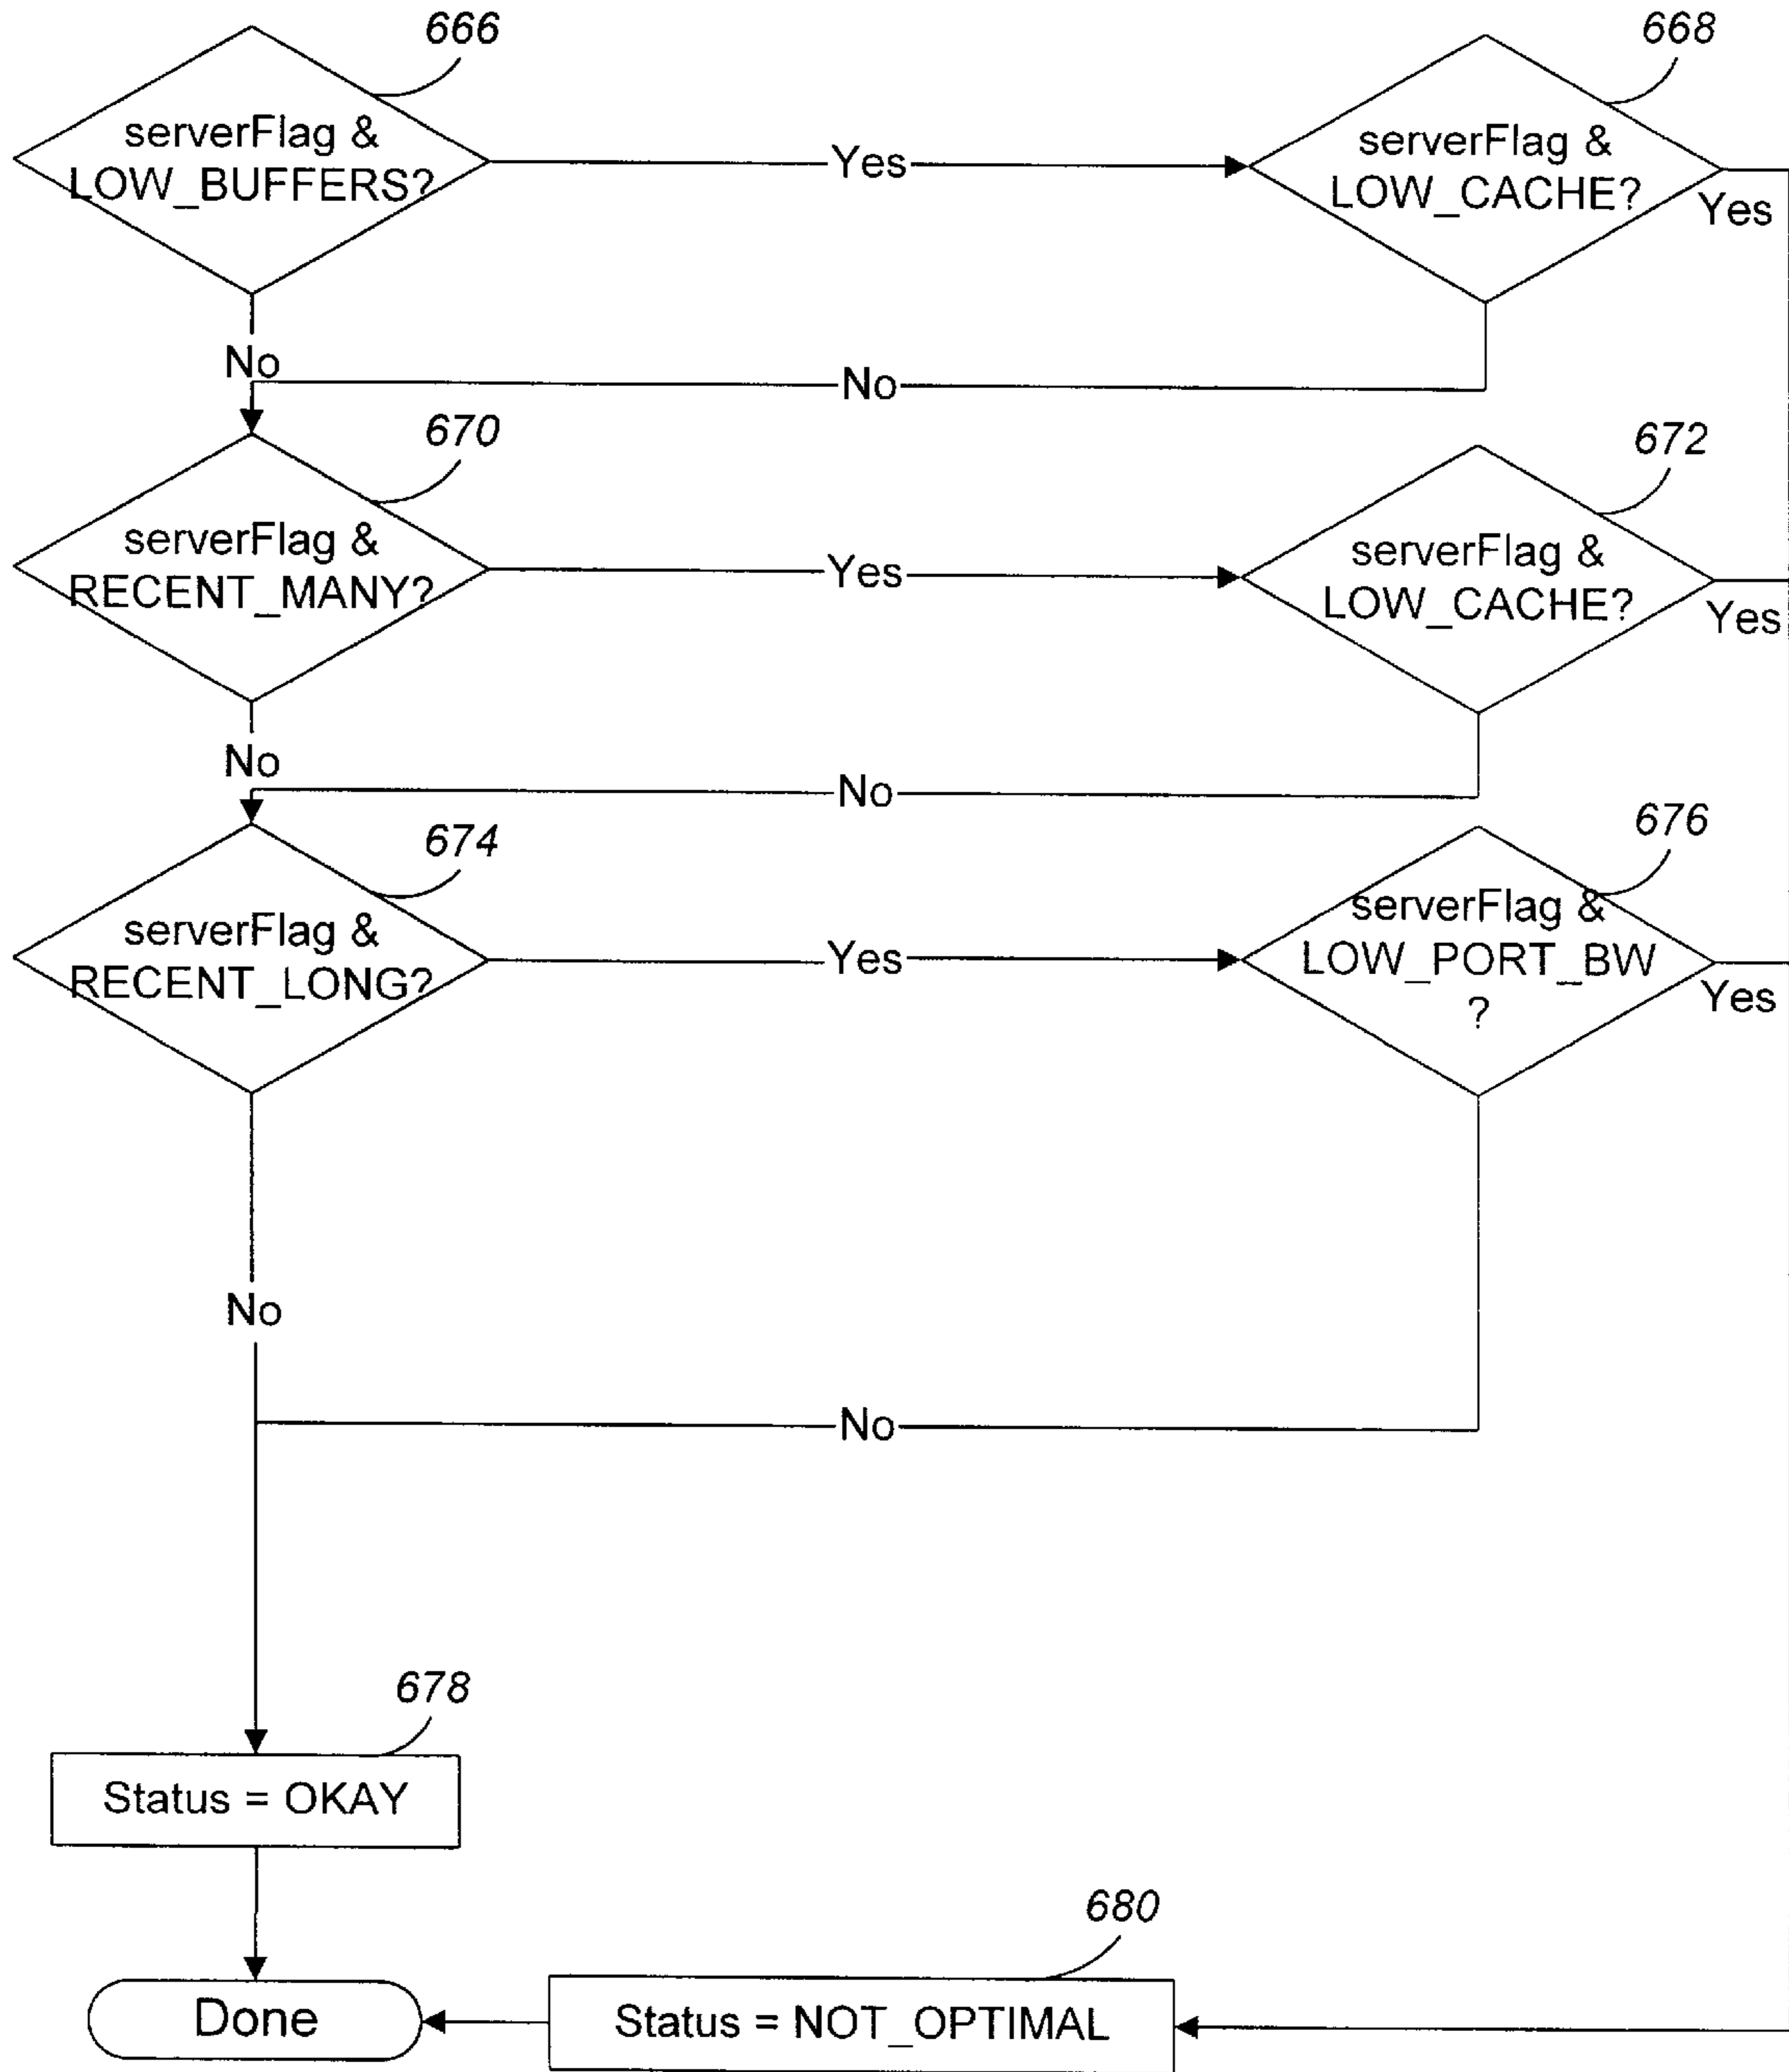 666
serverFlag &
LOW_BUFFERS?
Yes
668
serverFlag &
LOW_CACHE?
Yes
No
No
670
serverFlag &
RECENT_MANY?
Yes
672
serverFlag &
LOW_CACHE?
Yes
No
No
674
serverFlag &
RECENT_LONG?
Yes
676
serverFlag &
LOW_PORT_BW
?
Yes
No
No
678
Status = OKAY
680
Done
Status = NOT_OPTIMAL